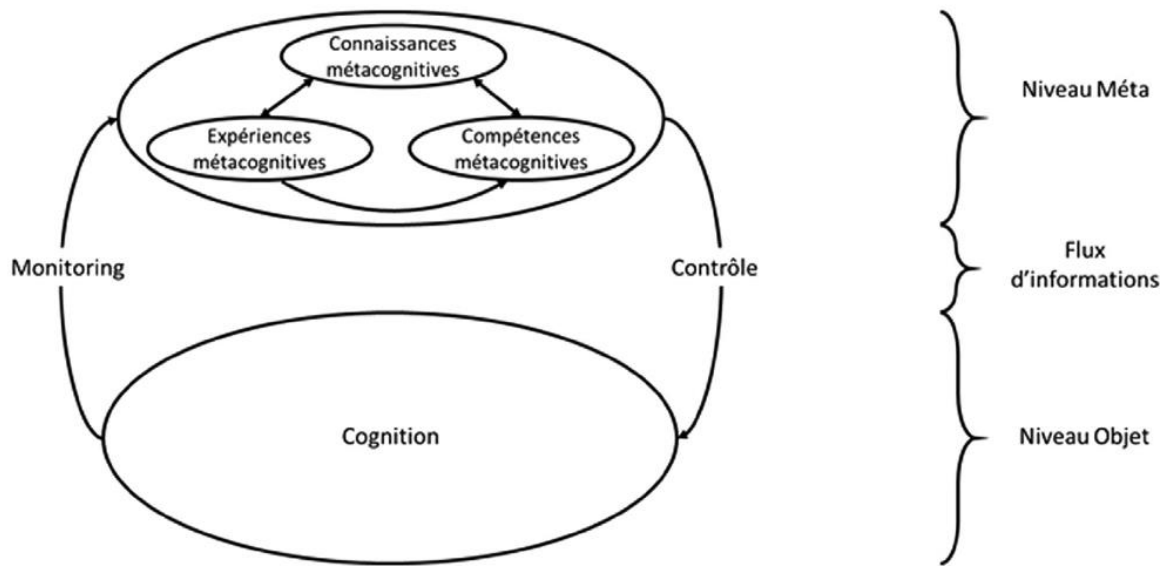 Connaissances
métacognitives
Niveau Méta
Expériences
métacognitives
Compétences
métacognitives
Monitoring
Contrôle
Flux
d'informations
Cognition
Niveau Objet